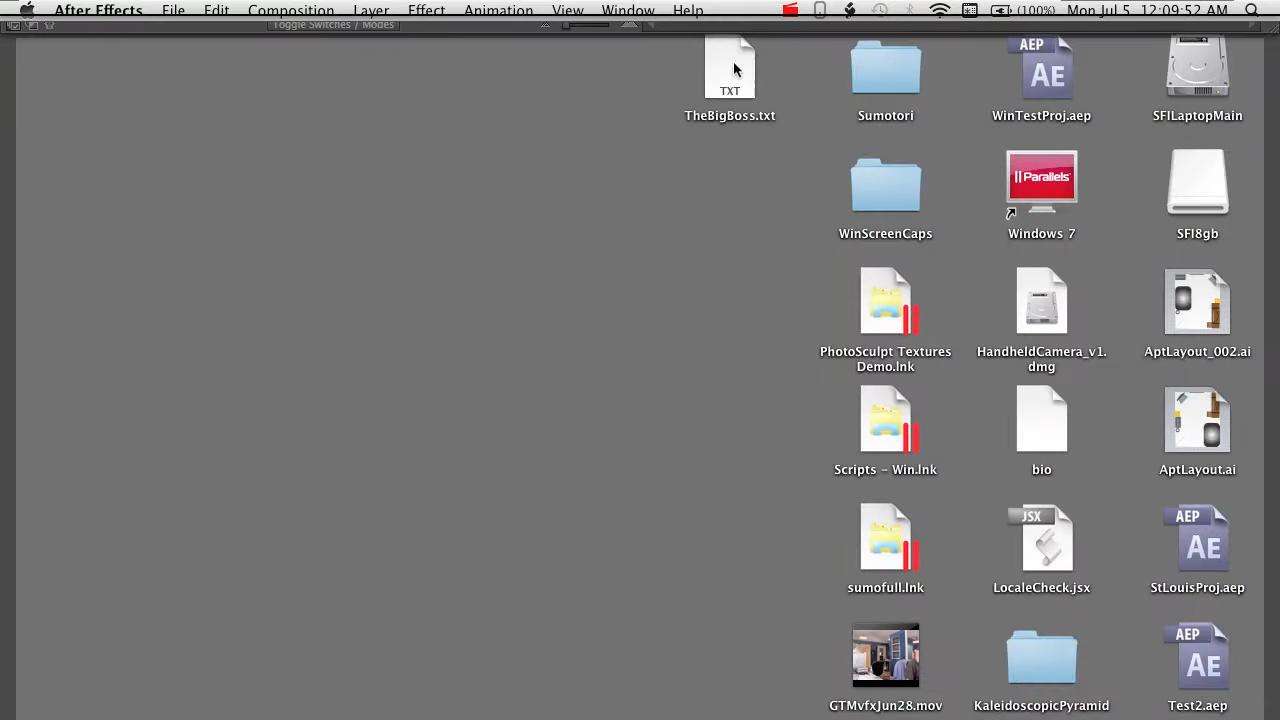 After Effects File Edit Composition Layer Effect Animation View Window Help (100%) Mon Jul 5 12:09:52 AM
Toggle Switches / Modes
TXT
AEP
AE
TheBigBoss.txt Sumotori WinTestProj.aep SFILaptopMain
Parallels
WinScreenCaps Windows 7 SFI8gb
PhotoSculpt Textures Demo.lnk HandheldCamera_v1.dmg AptLayout_002.ai
Scripts - Win.lnk bio AptLayout.ai
JSX
AEP
AE
sumofull.lnk LocaleCheck.jsx StLouisProj.aep
AEP
AE
GTMvfxJun28.mov KaleidoscopicPyramid Test2.aep